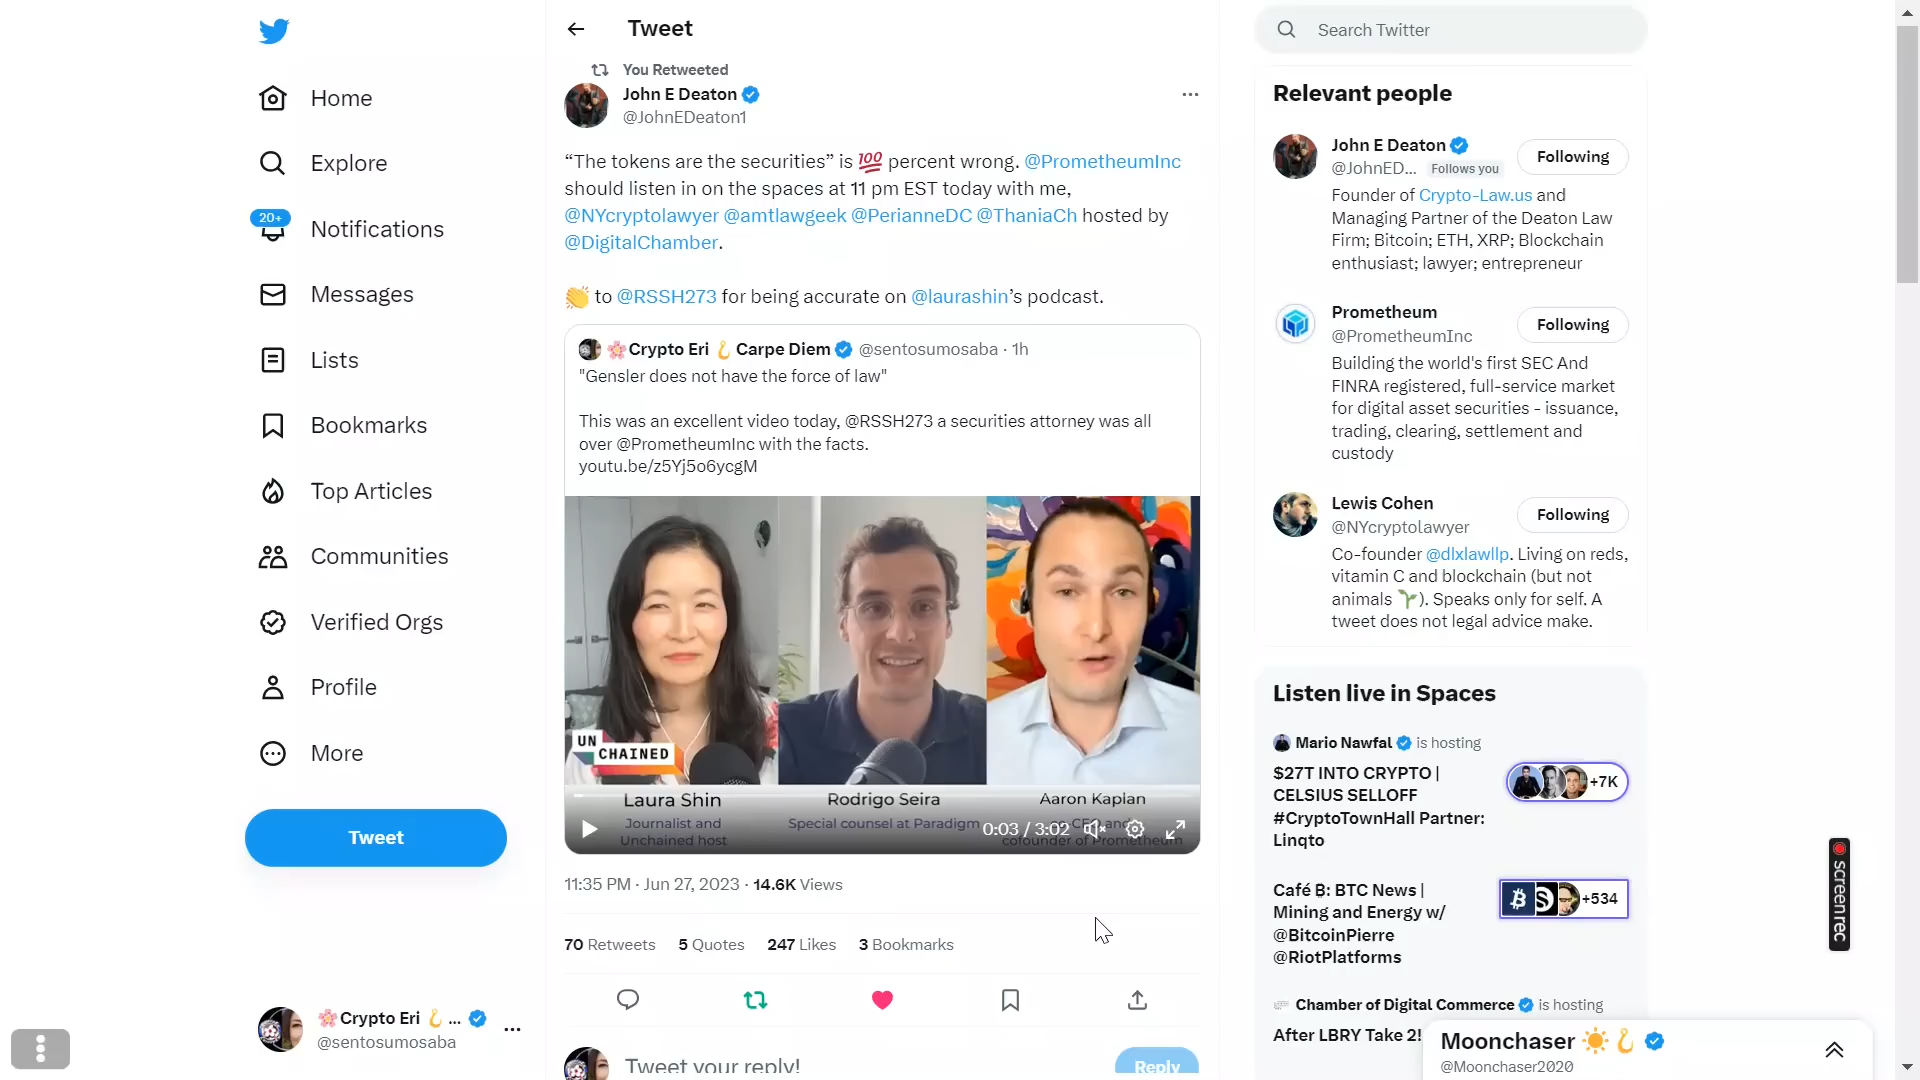 Tweet
Search Twitter
You Retweeted
John E Deaton
@JohnEDeaton1
“The tokens are the securities” is 💯 percent wrong. @PrometheumInc
should listen in on the spaces at 11 pm EST today with me,
@NYcryptolawyer @amtlawgeek @PerianneDC @ThaniaCh hosted by
@DigitalChamber.
👏 to @RSSH273 for being accurate on @laurashin’s podcast.
🌸Crypto Eri 🪝Carpe Diem @sentosumosaba · 1h
"Gensler does not have the force of law"
This was an excellent video today, @RSSH273 a securities attorney was all
over @PrometheumInc with the facts.
youtu.be/z5Yj5o6ycgM
UN
CHAINED
Laura Shin
Journalist and
Unchained host
Rodrigo Seira
Special counsel at Paradigm
Aaron Kaplan
cofounder of Prometheum
0:03 / 3:02
11:35 PM · Jun 27, 2023 · 14.6K Views
70 Retweets 5 Quotes 247 Likes 3 Bookmarks
Tweet your reply!
Reply
Home
Explore
20+
Notifications
Messages
Lists
Bookmarks
Top Articles
Communities
Verified Orgs
Profile
More
Tweet
🌸Crypto Eri 🪝...
@sentosumosaba
Relevant people
John E Deaton
@JohnED... Follows you
Following
Founder of Crypto-Law.us and
Managing Partner of the Deaton Law
Firm; Bitcoin; ETH, XRP; Blockchain
enthusiast; lawyer; entrepreneur
Prometheum
@PrometheumInc
Following
Building the world's first SEC And
FINRA registered, full-service market
for digital asset securities - issuance,
trading, clearing, settlement and
custody
Lewis Cohen
@NYcryptolawyer
Following
Co-founder @dlxlawllp. Living on reds,
vitamin C and blockchain (but not
animals 🌱). Speaks only for self. A
tweet does not legal advice make.
Listen live in Spaces
Mario Nawfal is hosting
$27T INTO CRYPTO |
CELSIUS SELLOFF
#CryptoTownHall Partner:
Linqto
+7K
Café ₿: BTC News |
Mining and Energy w/
@BitcoinPierre
@RiotPlatforms
+534
Chamber of Digital Commerce is hosting
After LBRY Take 2!
Moonchaser ☀️🪝
@Moonchaser2020
screenrec